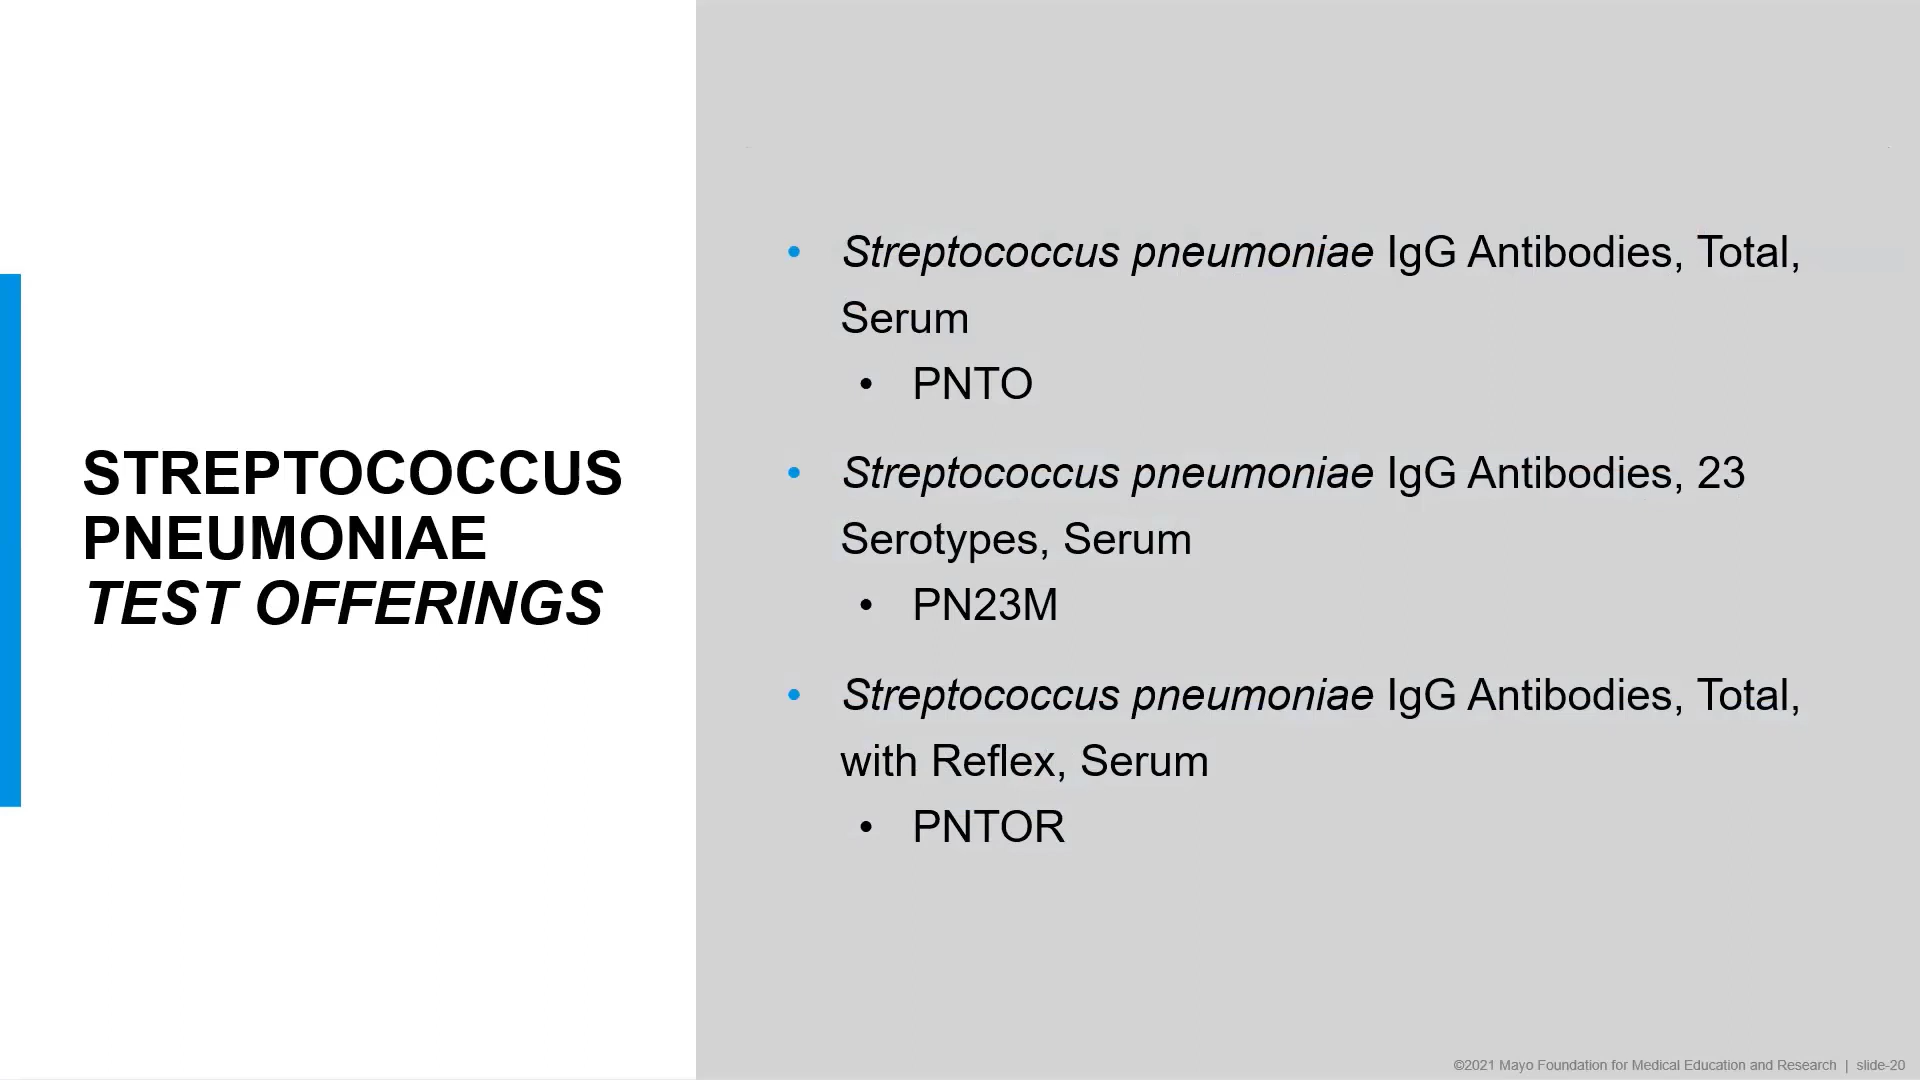 STREPTOCOCCUS
PNEUMONIAE
TEST OFFERINGS
• Streptococcus pneumoniae IgG Antibodies, Total,
Serum
• PNTO
• Streptococcus pneumoniae IgG Antibodies, 23
Serotypes, Serum
• PN23M
• Streptococcus pneumoniae IgG Antibodies, Total,
with Reflex, Serum
• PNTOR
©2021 Mayo Foundation for Medical Education and Research | slide-20